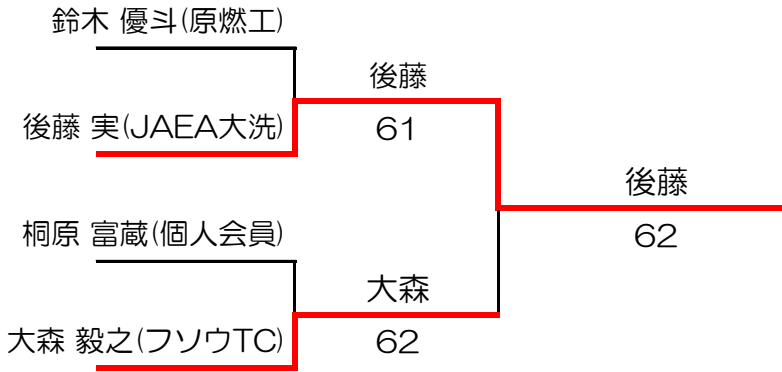 鈴木 優斗(原燃工)
後藤
後藤 実(JAEA大洗)
61
後藤
桐原 富蔵(個人会員)
62
大森
大森 毅之(フソウTC)
62